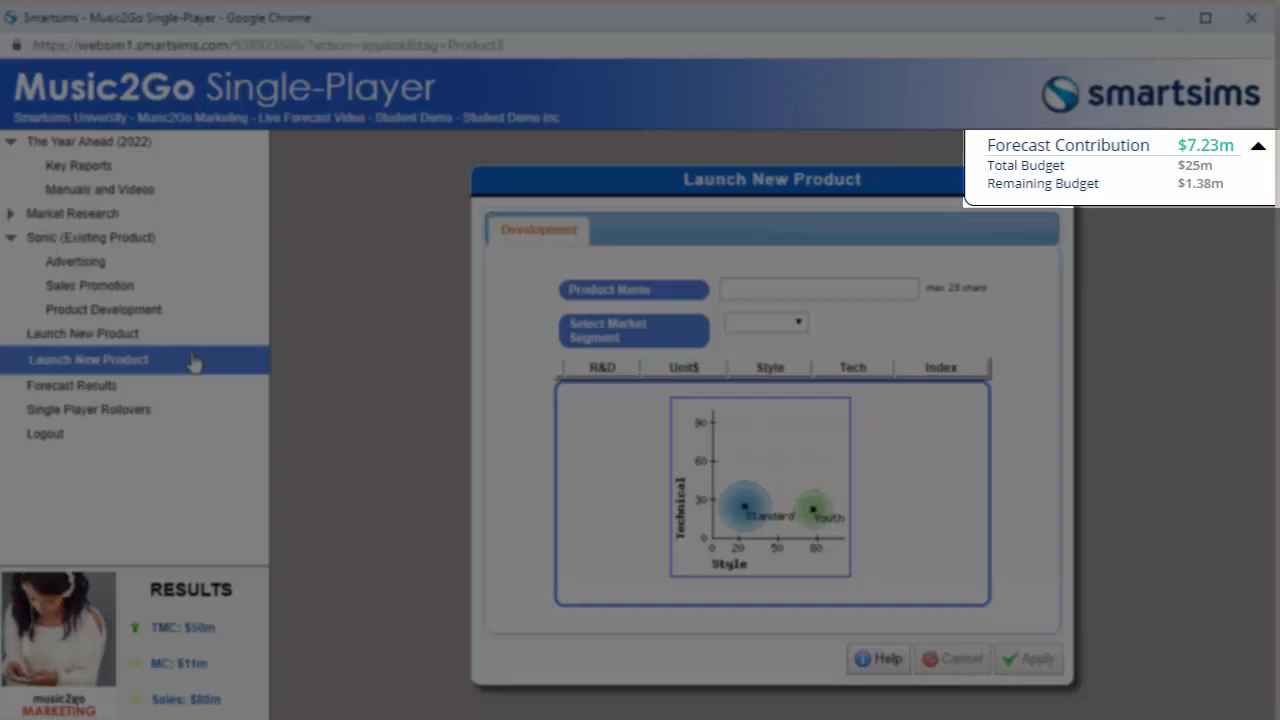 Smartsims - Music2Go Single-Player - Google Chrome
Music2Go Single-Player
smartsims
Smartsims University - Music2Go Marketing - Live Forecast Video - Student Demo - Student Demo Inc
Forecast Contribution $7.23m
Total Budget $25m
Remaining Budget $1.38m
The Year Ahead (2022)
Key Reports
Manuals and Videos
Market Research
Sonic (Existing Product)
Advertising
Sales Promotion
Product Development
Launch New Product
Launch New Product
Forecast Results
Single Player Rollovers
Logout
RESULTS
TMC: $50m
MC: $11m
Sales: $88m
music2go
MARKETING
Launch New Product
Development
Product Name
max 25 chars
Select Market
Segment
R&D Unit$ Style Tech Index
90
60
30
0
Technical
Standard
Youth
0 20 50 80
Style
Help Cancel Apply